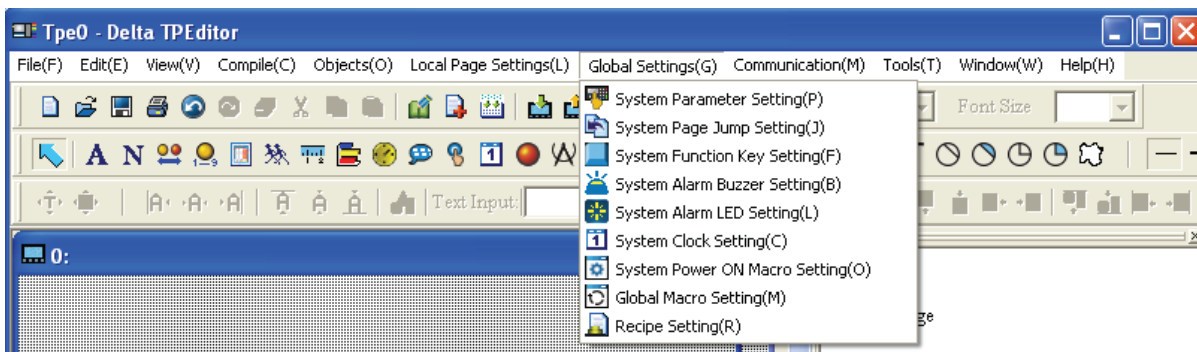 Tpe0 - Delta TPEditor
File(F) Edit(E) View(V) Compile(C) Objects(O) Local Page Settings(L) Global Settings(G) Communication(M) Tools(T) Window(W) Help(H)
System Parameter Setting(P)
Font Size
System Page Jump Setting(J)
System Function Key Setting(F)
A N 1
System Alarm Buzzer Setting(B)
Text Input:
System Alarm LED Setting(L)
0:
System Clock Setting(C)
System Power ON Macro Setting(O)
Global Macro Setting(M)
Recipe Setting(R)